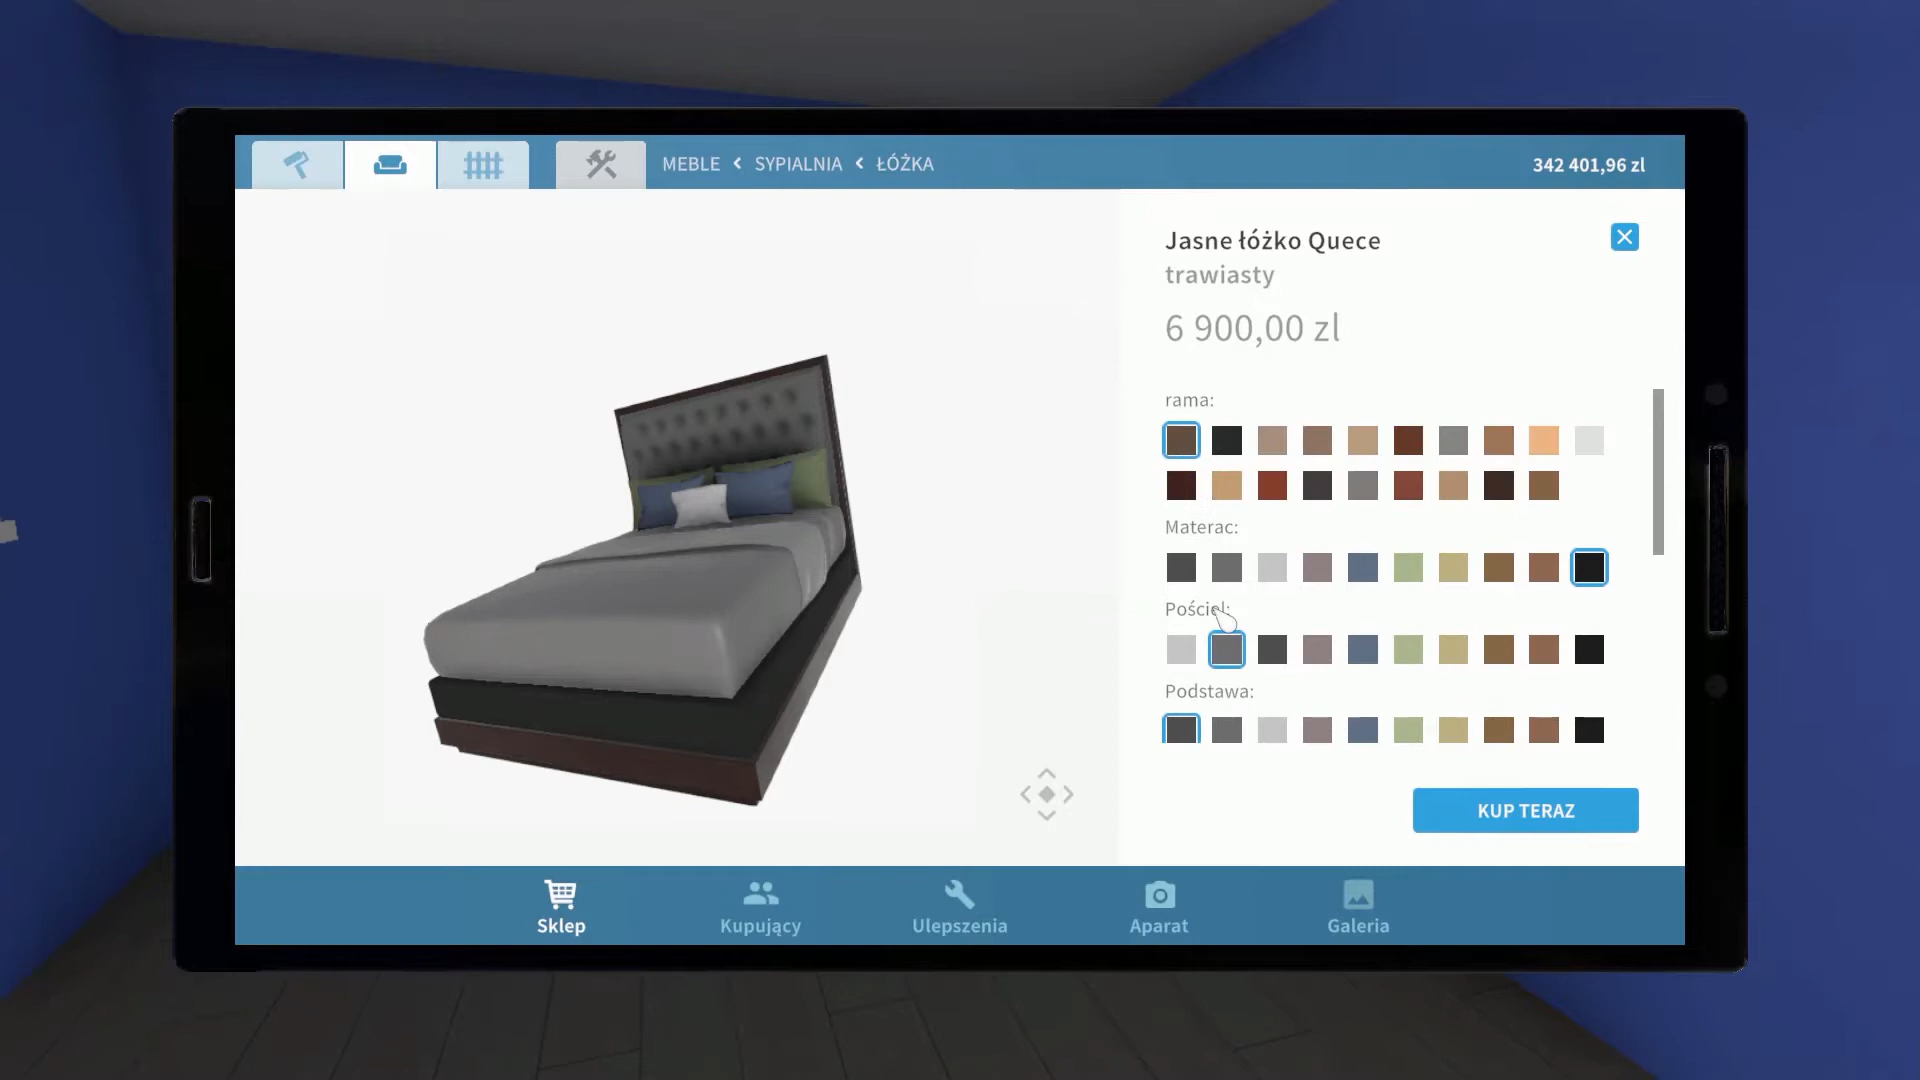 MEBLE < SYPIALNIA < ŁÓŻKA
342 401,96 zl
Jasne łóżko Quece
trawiasty
6 900,00 zl
rama:
Materac:
Pościel:
Podstawa:
KUP TERAZ
Sklep
Kupujący
Ulepszenia
Aparat
Galeria